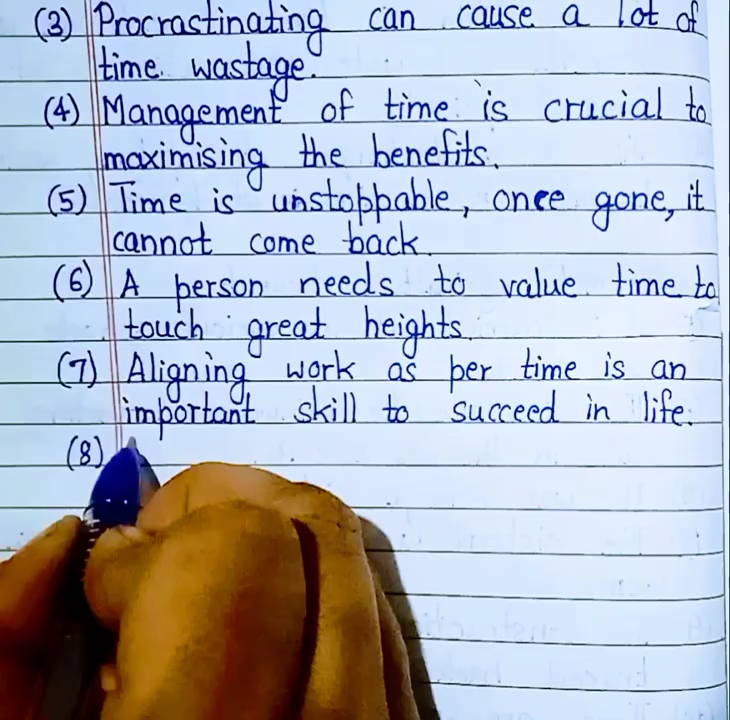 (3) Procrastinating can cause a lot of
time wastage.
(4) Management of time is crucial to
maximising the benefits.
(5) Time is unstoppable, once gone, it
cannot come back.
(6) A person needs to value time to
touch great heights.
(7) Aligning work as per time is an
important skill to succeed in life.
(8)